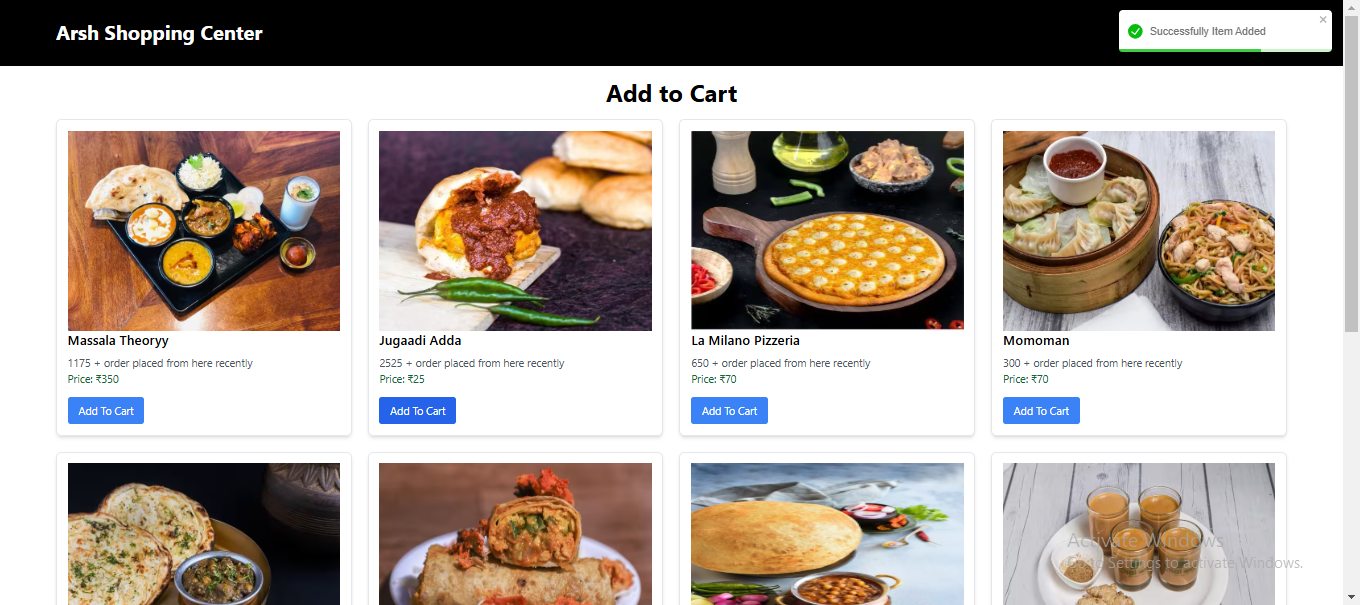 Arsh Shopping Center
Successfully Item Added
Add to Cart
Massala Theoryy
1175 + order placed from here recently
Price: ₹350
Add To Cart
Jugaadi Adda
2525 + order placed from here recently
Price: ₹25
Add To Cart
La Milano Pizzeria
650 + order placed from here recently
Price: ₹70
Add To Cart
Momoman
300 + order placed from here recently
Price: ₹70
Add To Cart
Activate Windows
Go to Settings to activate Windows.